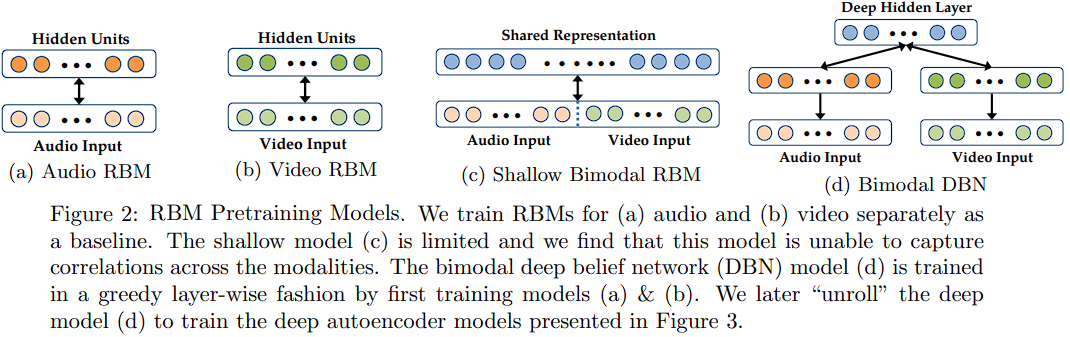 Hidden Units
Audio Input
(a) Audio RBM
Hidden Units
Video Input
(b) Video RBM
Shared Representation
Audio Input Video Input
(c) Shallow Bimodal RBM
Deep Hidden Layer
Audio Input Video Input
(d) Bimodal DBN
Figure 2: RBM Pretraining Models. We train RBMs for (a) audio and (b) video separately as
a baseline. The shallow model (c) is limited and we find that this model is unable to capture
correlations across the modalities. The bimodal deep belief network (DBN) model (d) is trained
in a greedy layer-wise fashion by first training models (a) & (b). We later “unroll” the deep
model (d) to train the deep autoencoder models presented in Figure 3.